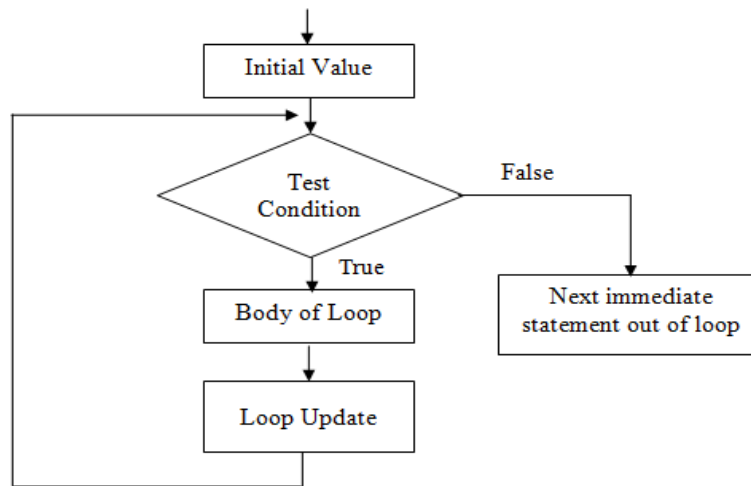 Initial Value
Test
Condition
False
True
Body of Loop
Next immediate
statement out of loop
Loop Update